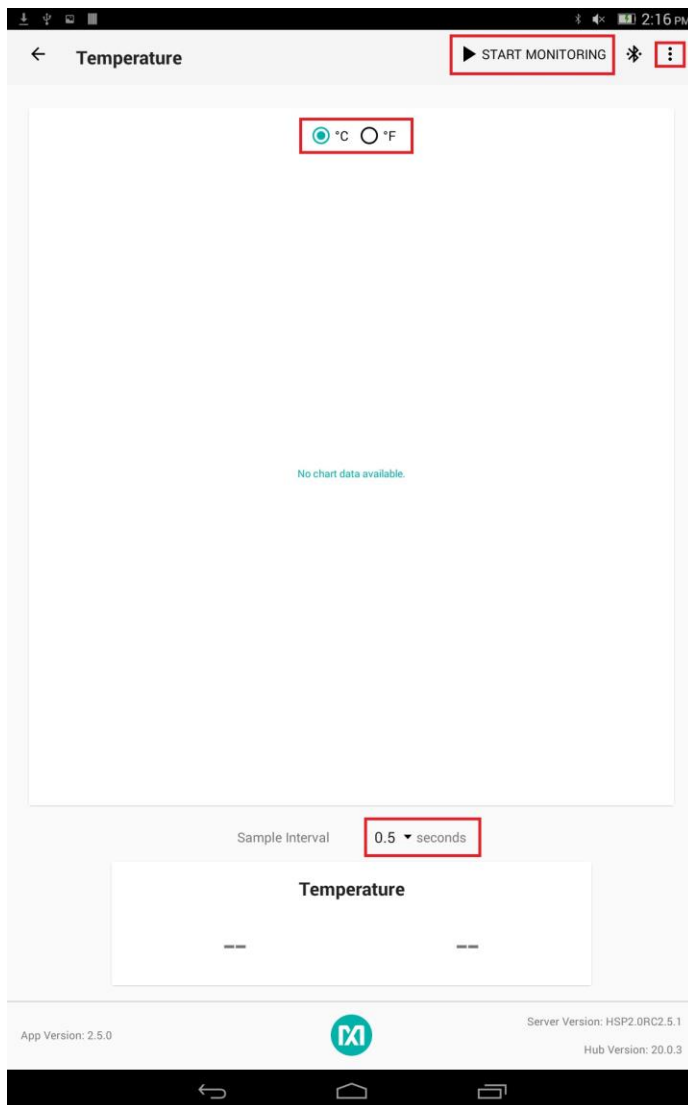 2:16 PM
Temperature
START MONITORING
°C °F
No chart data available.
Sample Interval 0.5 seconds
Temperature
-- --
App Version: 2.5.0
Server Version: HSP2.0RC2.5.1
Hub Version: 20.0.3